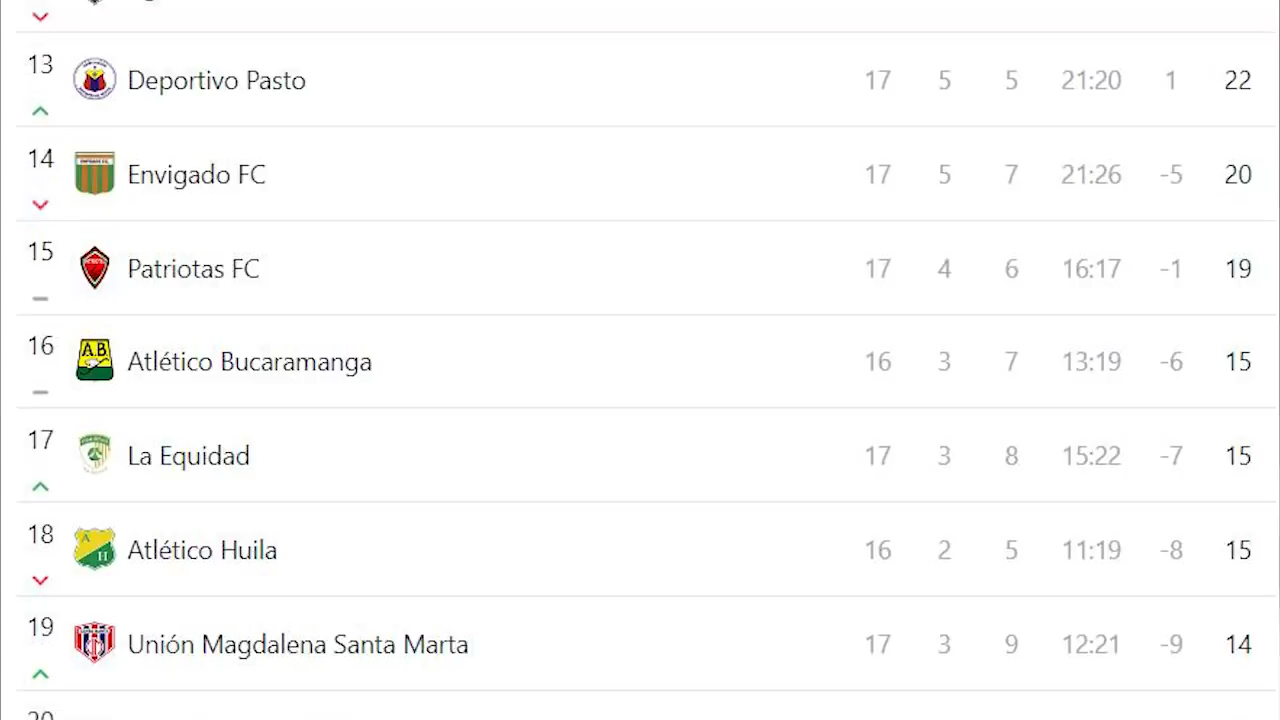 13 Deportivo Pasto 17 5 5 21:20 1 22
14 Envigado FC 17 5 7 21:26 -5 20
15 Patriotas FC 17 4 6 16:17 -1 19
16 A.B Atlético Bucaramanga 16 3 7 13:19 -6 15
17 La Equidad 17 3 8 15:22 -7 15
18 A H Atlético Huila 16 2 5 11:19 -8 15
19 Unión Magdalena Santa Marta 17 3 9 12:21 -9 14
20